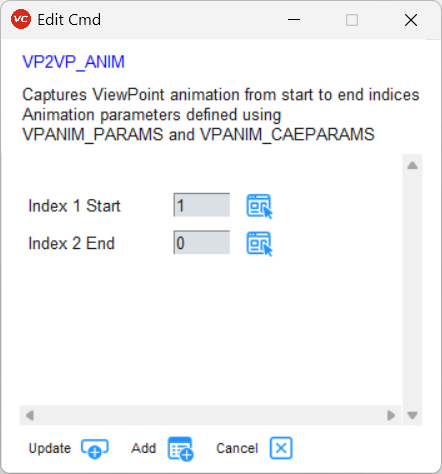 VC Edit Cmd
VP2VP_ANIM
Captures ViewPoint animation from start to end indices
Animation parameters defined using
VPANIM_PARAMS and VPANIM_CAEPARAMS
Index 1 Start 1
Index 2 End 0
Update Add Cancel